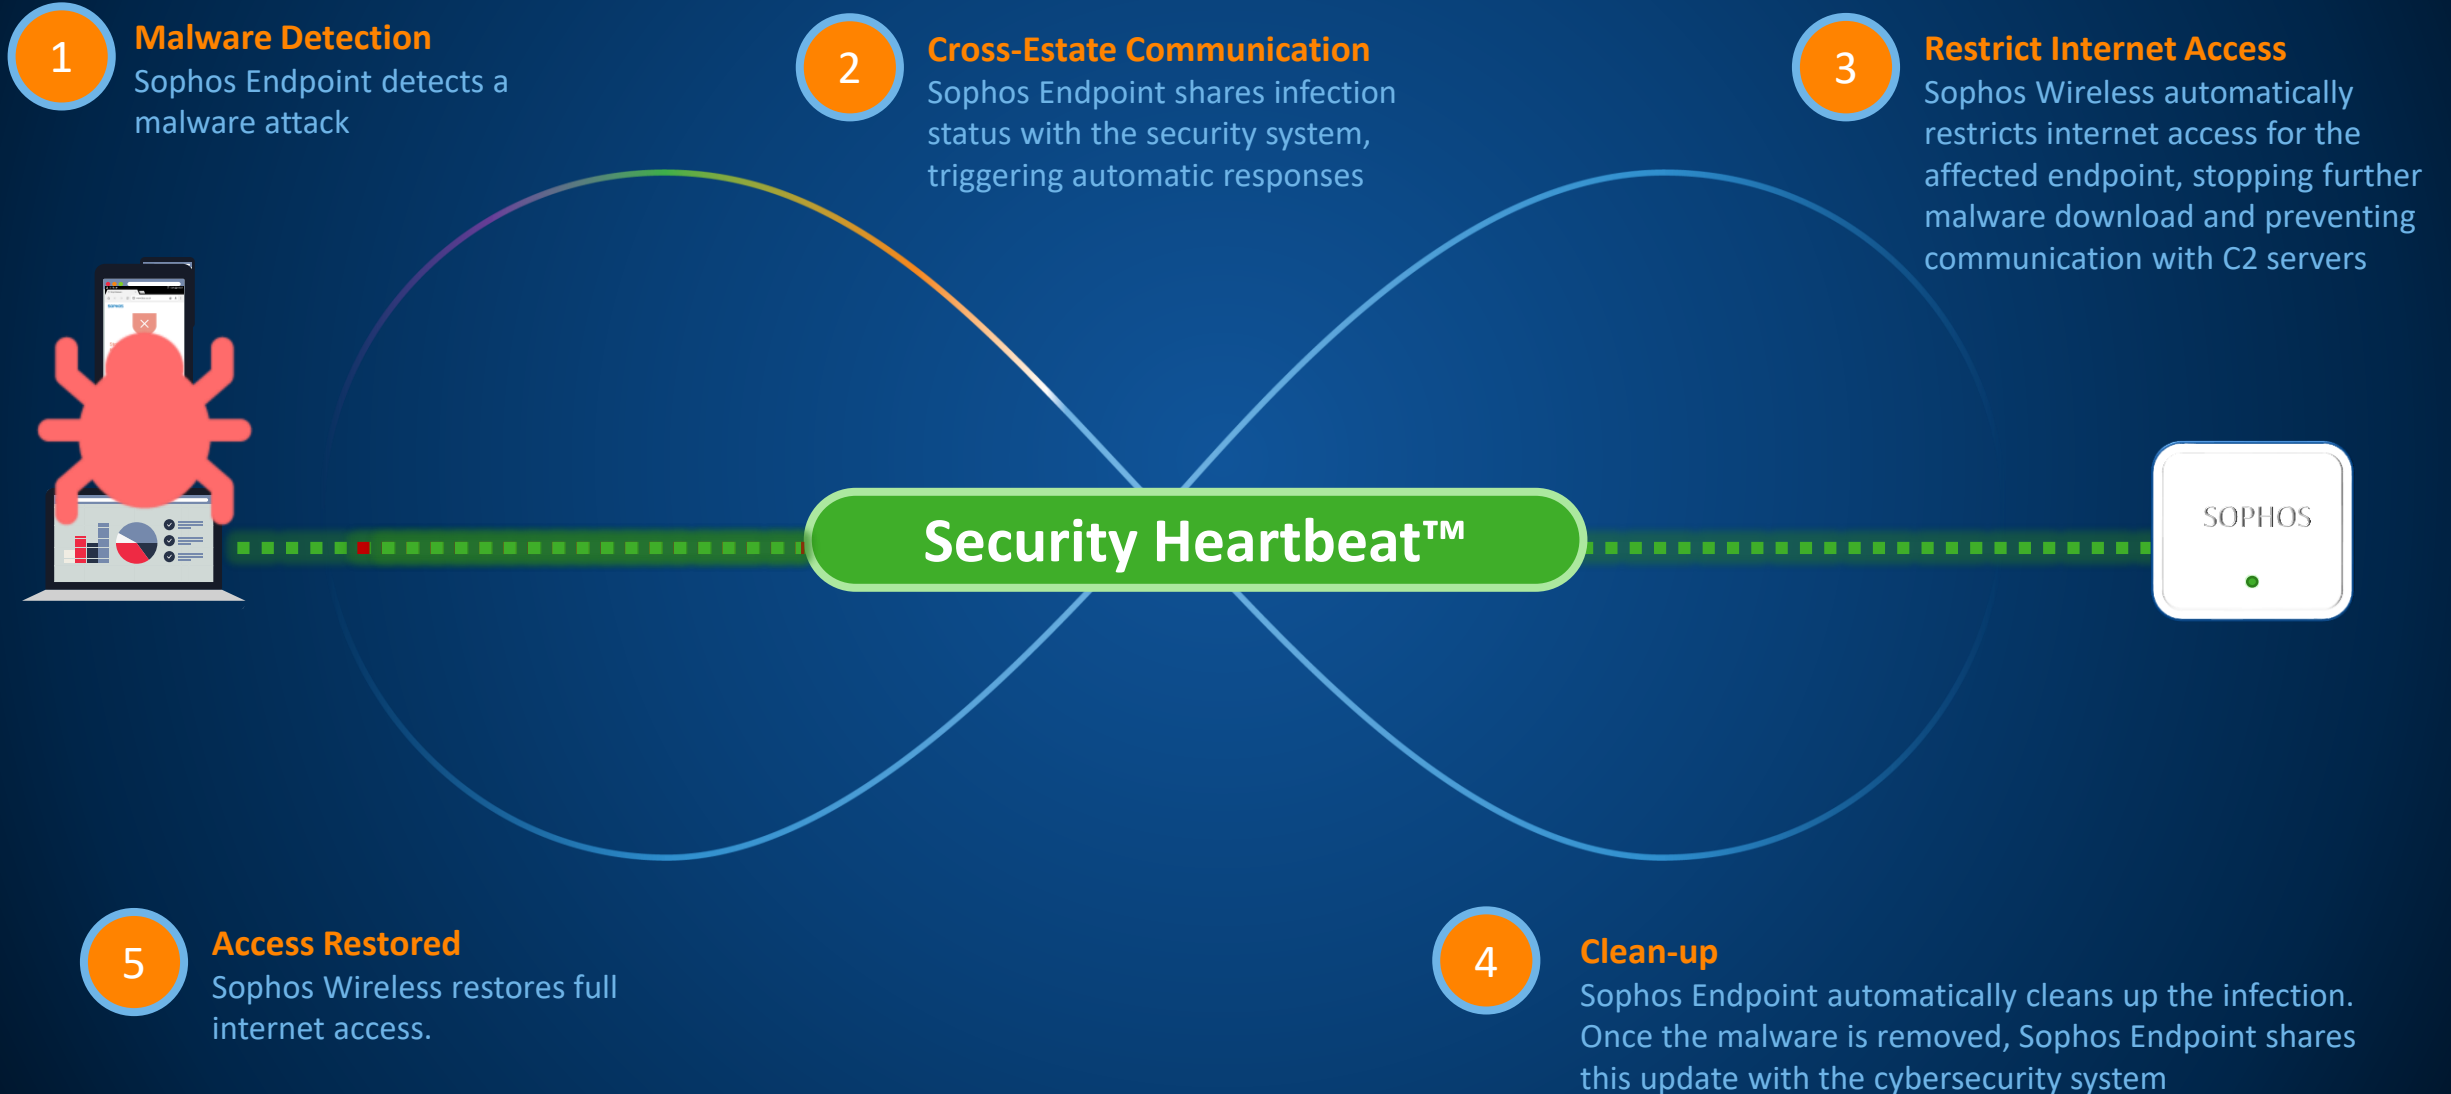 1
Malware Detection
Sophos Endpoint detects a
malware attack
2
Cross-Estate Communication
Sophos Endpoint shares infection
status with the security system,
triggering automatic responses
3
Restrict Internet Access
Sophos Wireless automatically
restricts internet access for the
affected endpoint, stopping further
malware download and preventing
communication with C2 servers
SOPHOS
Security Heartbeat™
SOPHOS
5
Access Restored
Sophos Wireless restores full
internet access.
4
Clean-up
Sophos Endpoint automatically cleans up the infection.
Once the malware is removed, Sophos Endpoint shares
this update with the cybersecurity system